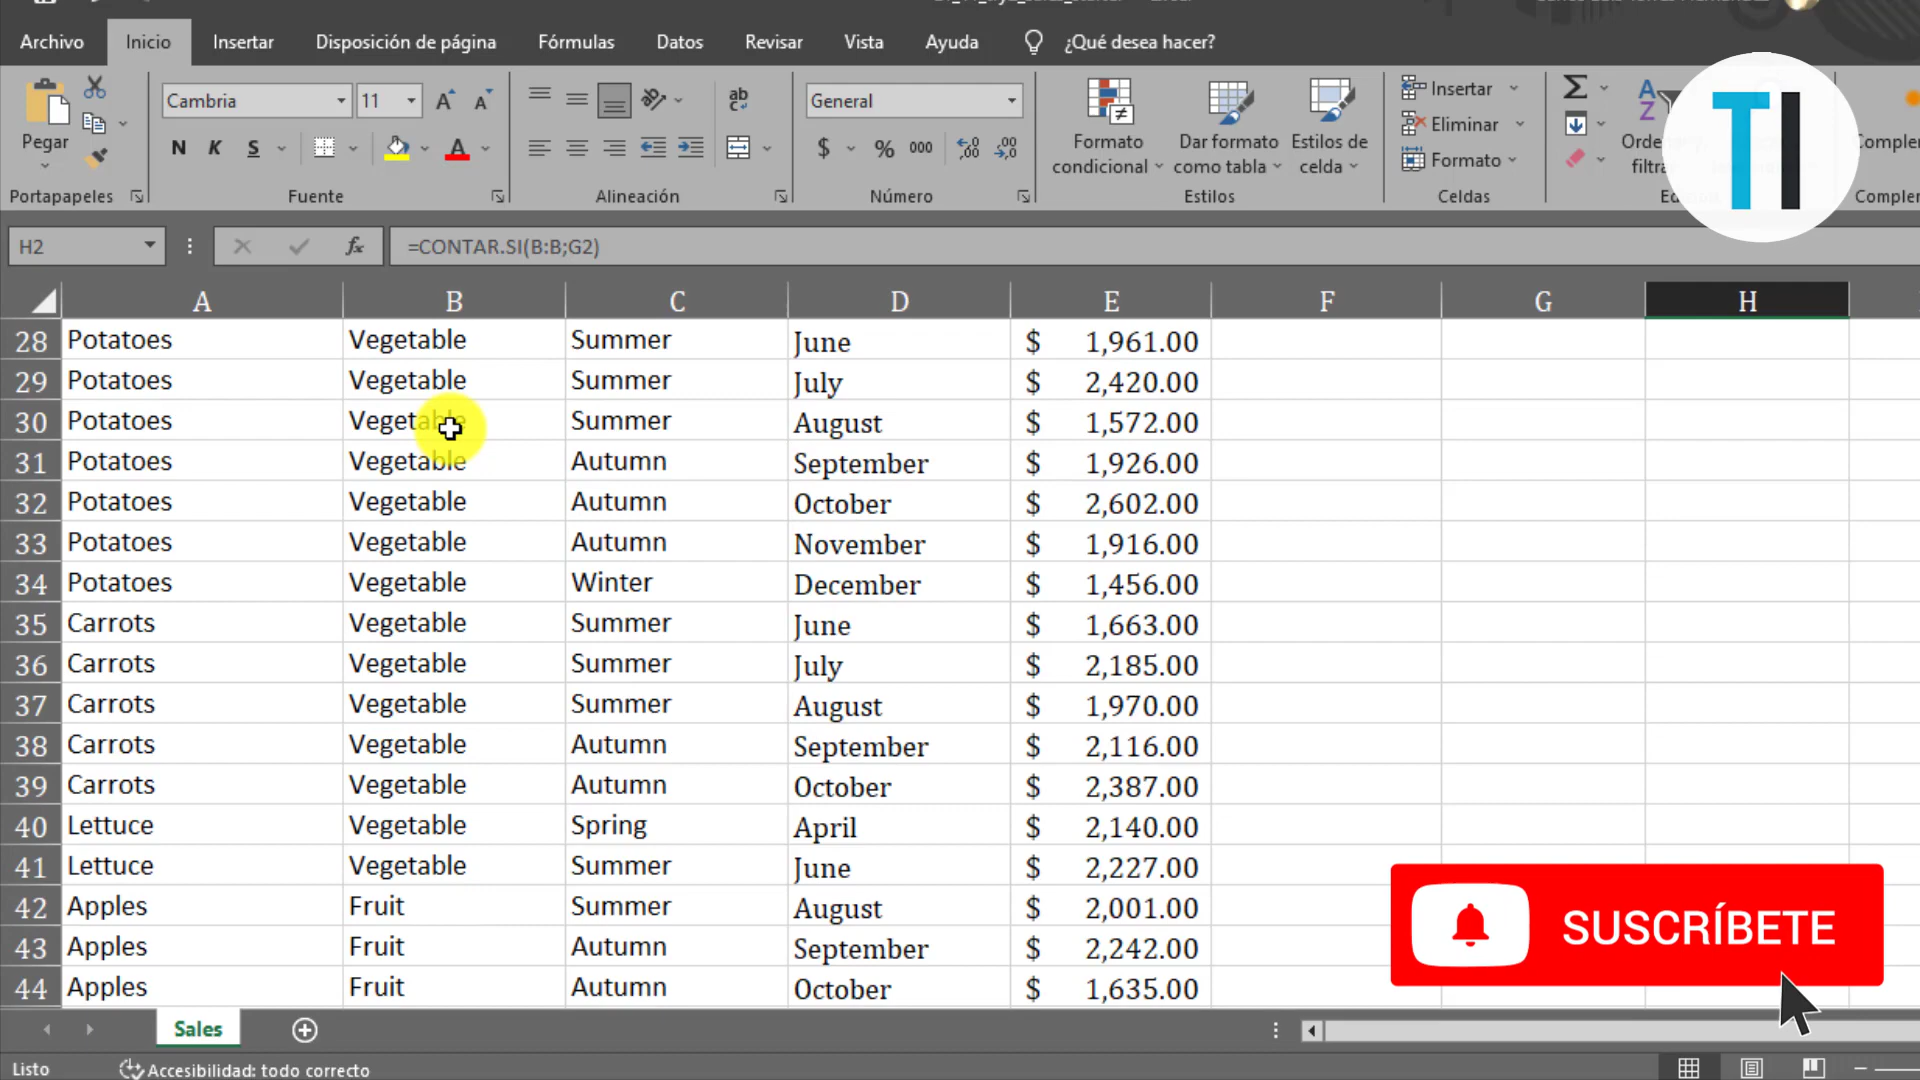 Archivo Inicio Insertar Disposición de página Fórmulas Datos Revisar Vista Ayuda ¿Qué desea hacer?
Pegar
Cambria 11
N K S
ab
General
$ % 000
Formato condicional
Dar formato como tabla
Estilos de celda
Insertar
Eliminar
Formato
Portapapeles Fuente Alineación Número Estilos Celdas
TI
H2 fx =CONTAR.SI(B:B;G2)
A B C D E F G H
28 Potatoes Vegetable Summer June $ 1,961.00
29 Potatoes Vegetable Summer July $ 2,420.00
30 Potatoes Vegetable Summer August $ 1,572.00
31 Potatoes Vegetable Autumn September $ 1,926.00
32 Potatoes Vegetable Autumn October $ 2,602.00
33 Potatoes Vegetable Autumn November $ 1,916.00
34 Potatoes Vegetable Winter December $ 1,456.00
35 Carrots Vegetable Summer June $ 1,663.00
36 Carrots Vegetable Summer July $ 2,185.00
37 Carrots Vegetable Summer August $ 1,970.00
38 Carrots Vegetable Autumn September $ 2,116.00
39 Carrots Vegetable Autumn October $ 2,387.00
40 Lettuce Vegetable Spring April $ 2,140.00
41 Lettuce Vegetable Summer June $ 2,227.00
42 Apples Fruit Summer August $ 2,001.00
43 Apples Fruit Autumn September $ 2,242.00
44 Apples Fruit Autumn October $ 1,635.00
SUSCRÍBETE
Sales
Listo Accesibilidad: todo correcto